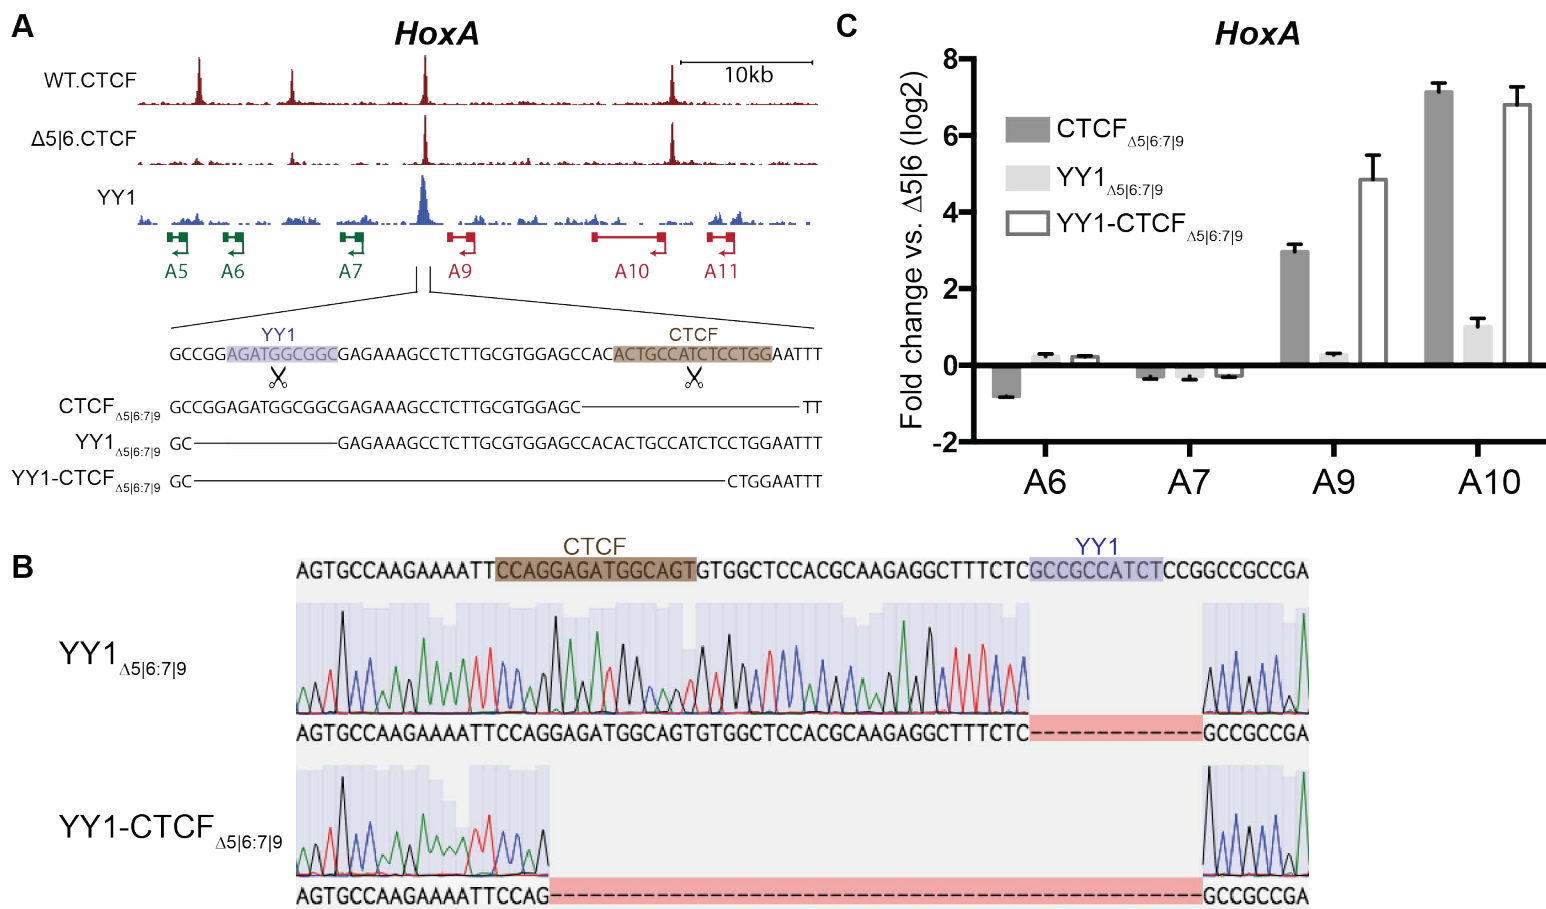 A
HoxA
WT.CTCF
10kb
Δ5|6.CTCF
YY1
A5 A6 A7 A9 A10 A11
YY1 CTCF
GCCGGAGATGGCGGCGAGAAAGCCTCTTGCGTGGAGCCACACTGCCATCTCCTGGAATTT
CTCFΔ5|6:7|9 GCCGGAGATGGCGGCGAGAAAGCCTCTTGCGTGGAGC TT
YY1Δ5|6:7|9 GC GAGAAAGCCTCTTGCGTGGAGCCACACTGCCATCTCCTGGAATTT
YY1-CTCFΔ5|6:7|9 GC CTGGAATTT
C
HoxA
Fold change vs. Δ5|6 (log2)
8
6
4
2
0
-2
CTCFΔ5|6:7|9
YY1Δ5|6:7|9
YY1-CTCFΔ5|6:7|9
A6 A7 A9 A10
B
CTCF YY1
AGTGCCAAGAAAATTCCAGGAGATGGCAGTGTGGCTCCACGCAAGAGGCTTTCTCGCCGCCATCTCCGGCCGCCGA
YY1Δ5|6:7|9
AGTGCCAAGAAAATTCCAGGAGATGGCAGTGTGGCTCCACGCAAGAGGCTTTCTC-------------GCCGCCGA
YY1-CTCFΔ5|6:7|9
AGTGCCAAGAAAATTCCAG-------------------------------------------------GCCGCCGA